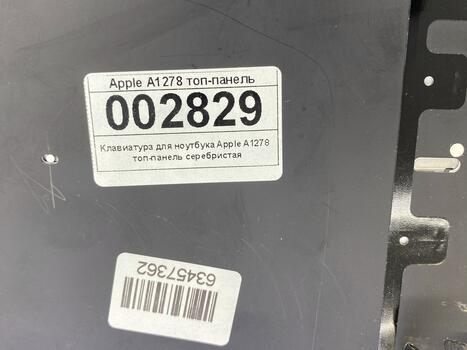 Apple A1278 топ-панель
002829
Клавиатура для ноутбука Apple A1278
топ-панель серебристая
63457362